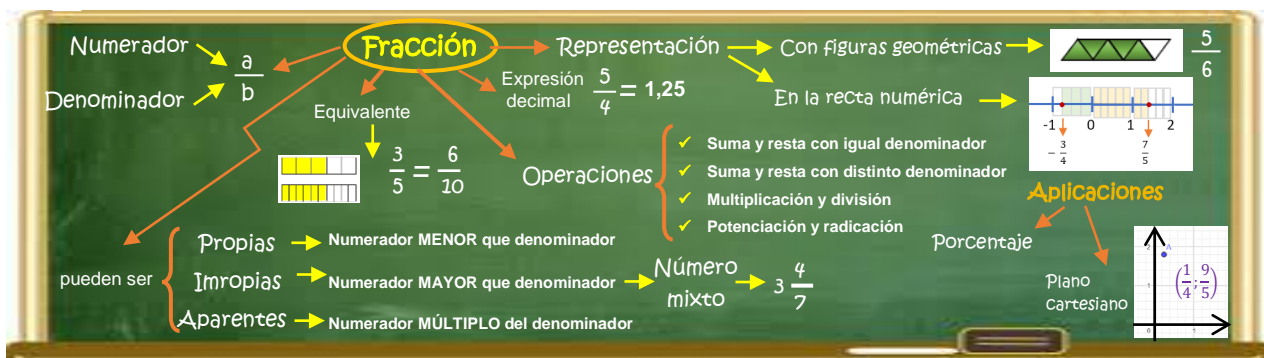 Numerador
Denominador
a
b
Fracción
Representación
Con figuras geométricas
5
6
En la recta numérica
-1 0 1 2
- 3
4
7
5
Expresión
decimal
5
4
= 1,25
Equivalente
3
5
=
6
10
Operaciones
✓ Suma y resta con igual denominador
✓ Suma y resta con distinto denominador
✓ Multiplicación y división
✓ Potenciación y radicación
Aplicaciones
Porcentaje
Plano
cartesiano
2
A
1
0
1
(1/4; 9/5)
pueden ser
Propias
Numerador MENOR que denominador
Impropias
Numerador MAYOR que denominador
Número
mixto
3 4
7
Aparentes
Numerador MÚLTIPLO del denominador